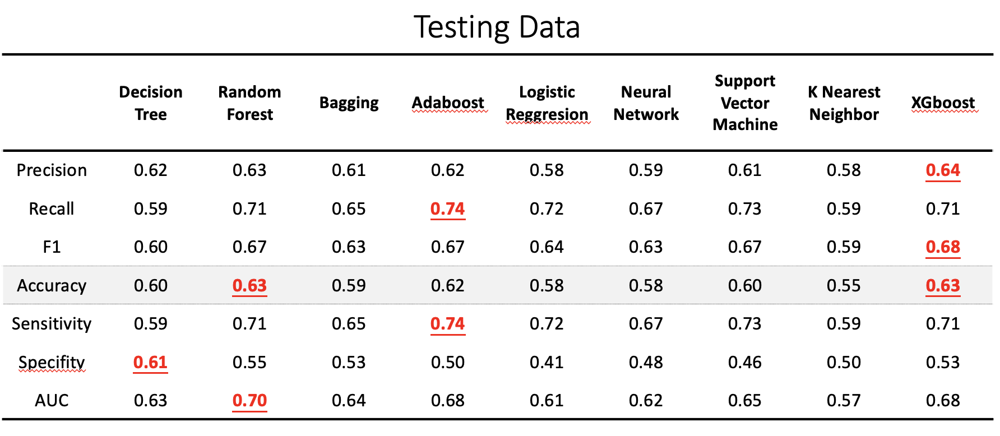 Testing Data
Decision Tree Random Forest Bagging Adaboost Logistic Reggresion Neural Network Support Vector Machine K Nearest Neighbor XGboost
Precision 0.62 0.63 0.61 0.62 0.58 0.59 0.61 0.58 0.64
Recall 0.59 0.71 0.65 0.74 0.72 0.67 0.73 0.59 0.71
F1 0.60 0.67 0.63 0.67 0.64 0.63 0.67 0.59 0.68
Accuracy 0.60 0.63 0.59 0.62 0.58 0.58 0.60 0.55 0.63
Sensitivity 0.59 0.71 0.65 0.74 0.72 0.67 0.73 0.59 0.71
Specifity 0.61 0.55 0.53 0.50 0.41 0.48 0.46 0.50 0.53
AUC 0.63 0.70 0.64 0.68 0.61 0.62 0.65 0.57 0.68